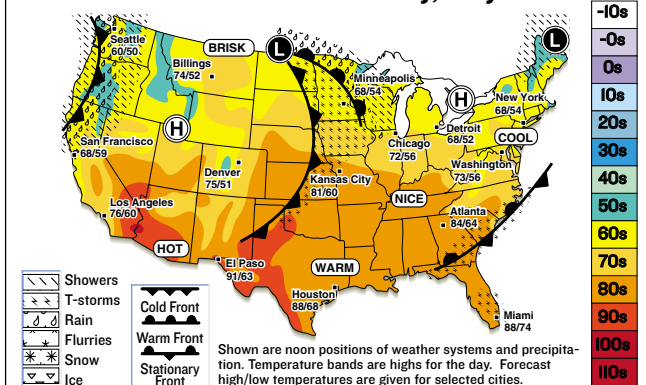 Seattle
60/50
BRISK
L
L
Billings
74/52
Minneapolis
68/54
H
H
New York
68/54
Detroit
68/52
COOL
San Francisco
68/59
Chicago
72/56
Washington
73/56
Denver
75/51
Kansas City
81/60
NICE
Los Angeles
76/60
Atlanta
84/64
HOT
El Paso
91/63
WARM
Houston
88/68
Miami
88/74
-10s
-0s
0s
10s
20s
30s
40s
50s
60s
70s
80s
90s
100s
110s
Showers
T-storms
Rain
Flurries
Snow
Ice
Cold Front
Warm Front
Stationary
Front
Shown are noon positions of weather systems and precipita-
tion. Temperature bands are highs for the day. Forecast
high/low temperatures are given for selected cities.